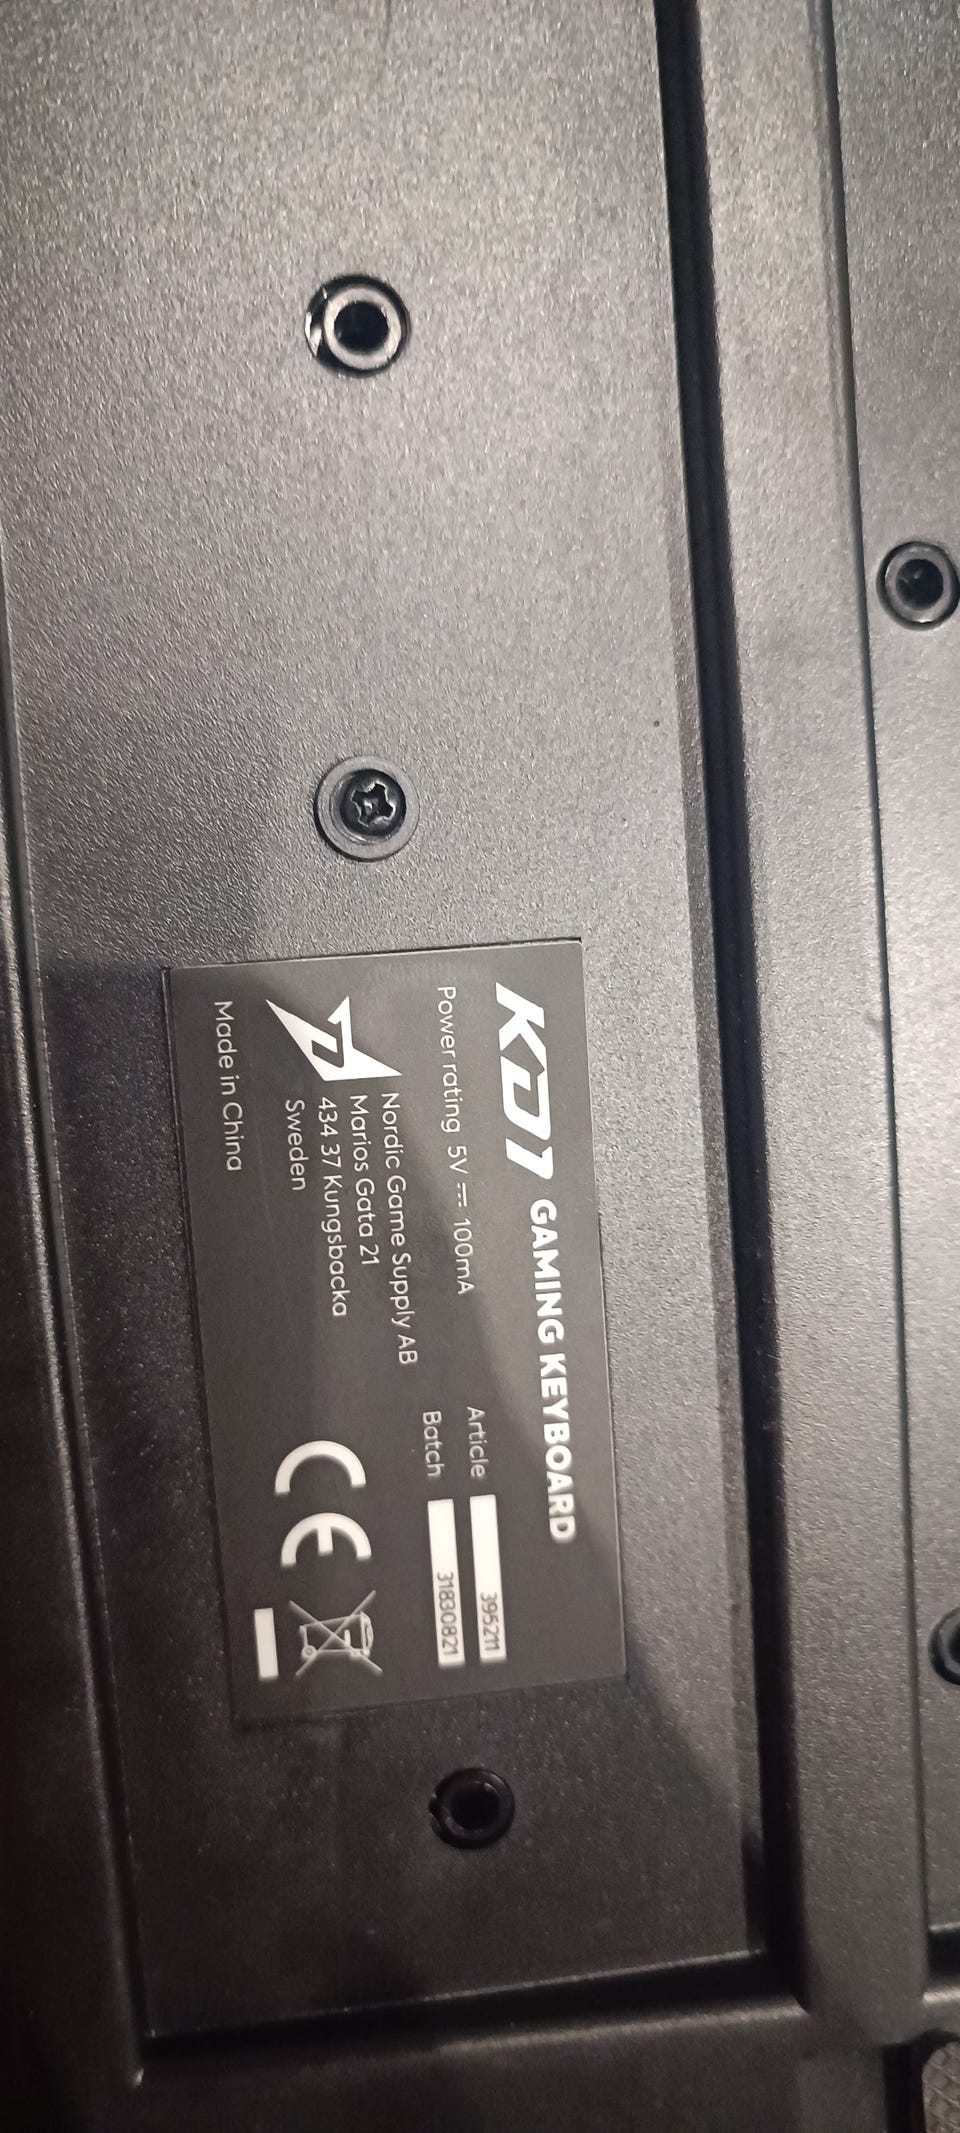 KD1 GAMING KEYBOARD
Power rating 5V ⎓ 100mA
Article 395211
Batch 31830821
Nordic Game Supply AB
Marios Gata 21
434 37 Kungsbacka
Sweden
CE
Made in China